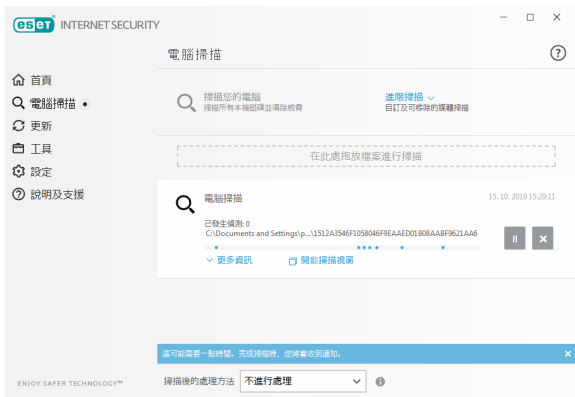 eset INTERNET SECURITY
電腦掃描
?
首頁
電腦掃描
更新
工具
設定
說明及支援
掃描您的電腦
掃描所有本機磁碟並清除威脅
進階掃描
自訂及可移除的媒體掃描
在此處拖放檔案進行掃描
電腦掃描
15. 10. 2019 15:29:11
已發生偵測: 0
C:\Documents and Settings\p...\1512A3546F1058046F9EAAED01B08AABF9621AA6
更多資訊
開啟掃描視窗
這可能需要一點時間。完成掃描時，您將會收到通知。
ENJOY SAFER TECHNOLOGY™
掃描後的處理方法
不進行處理